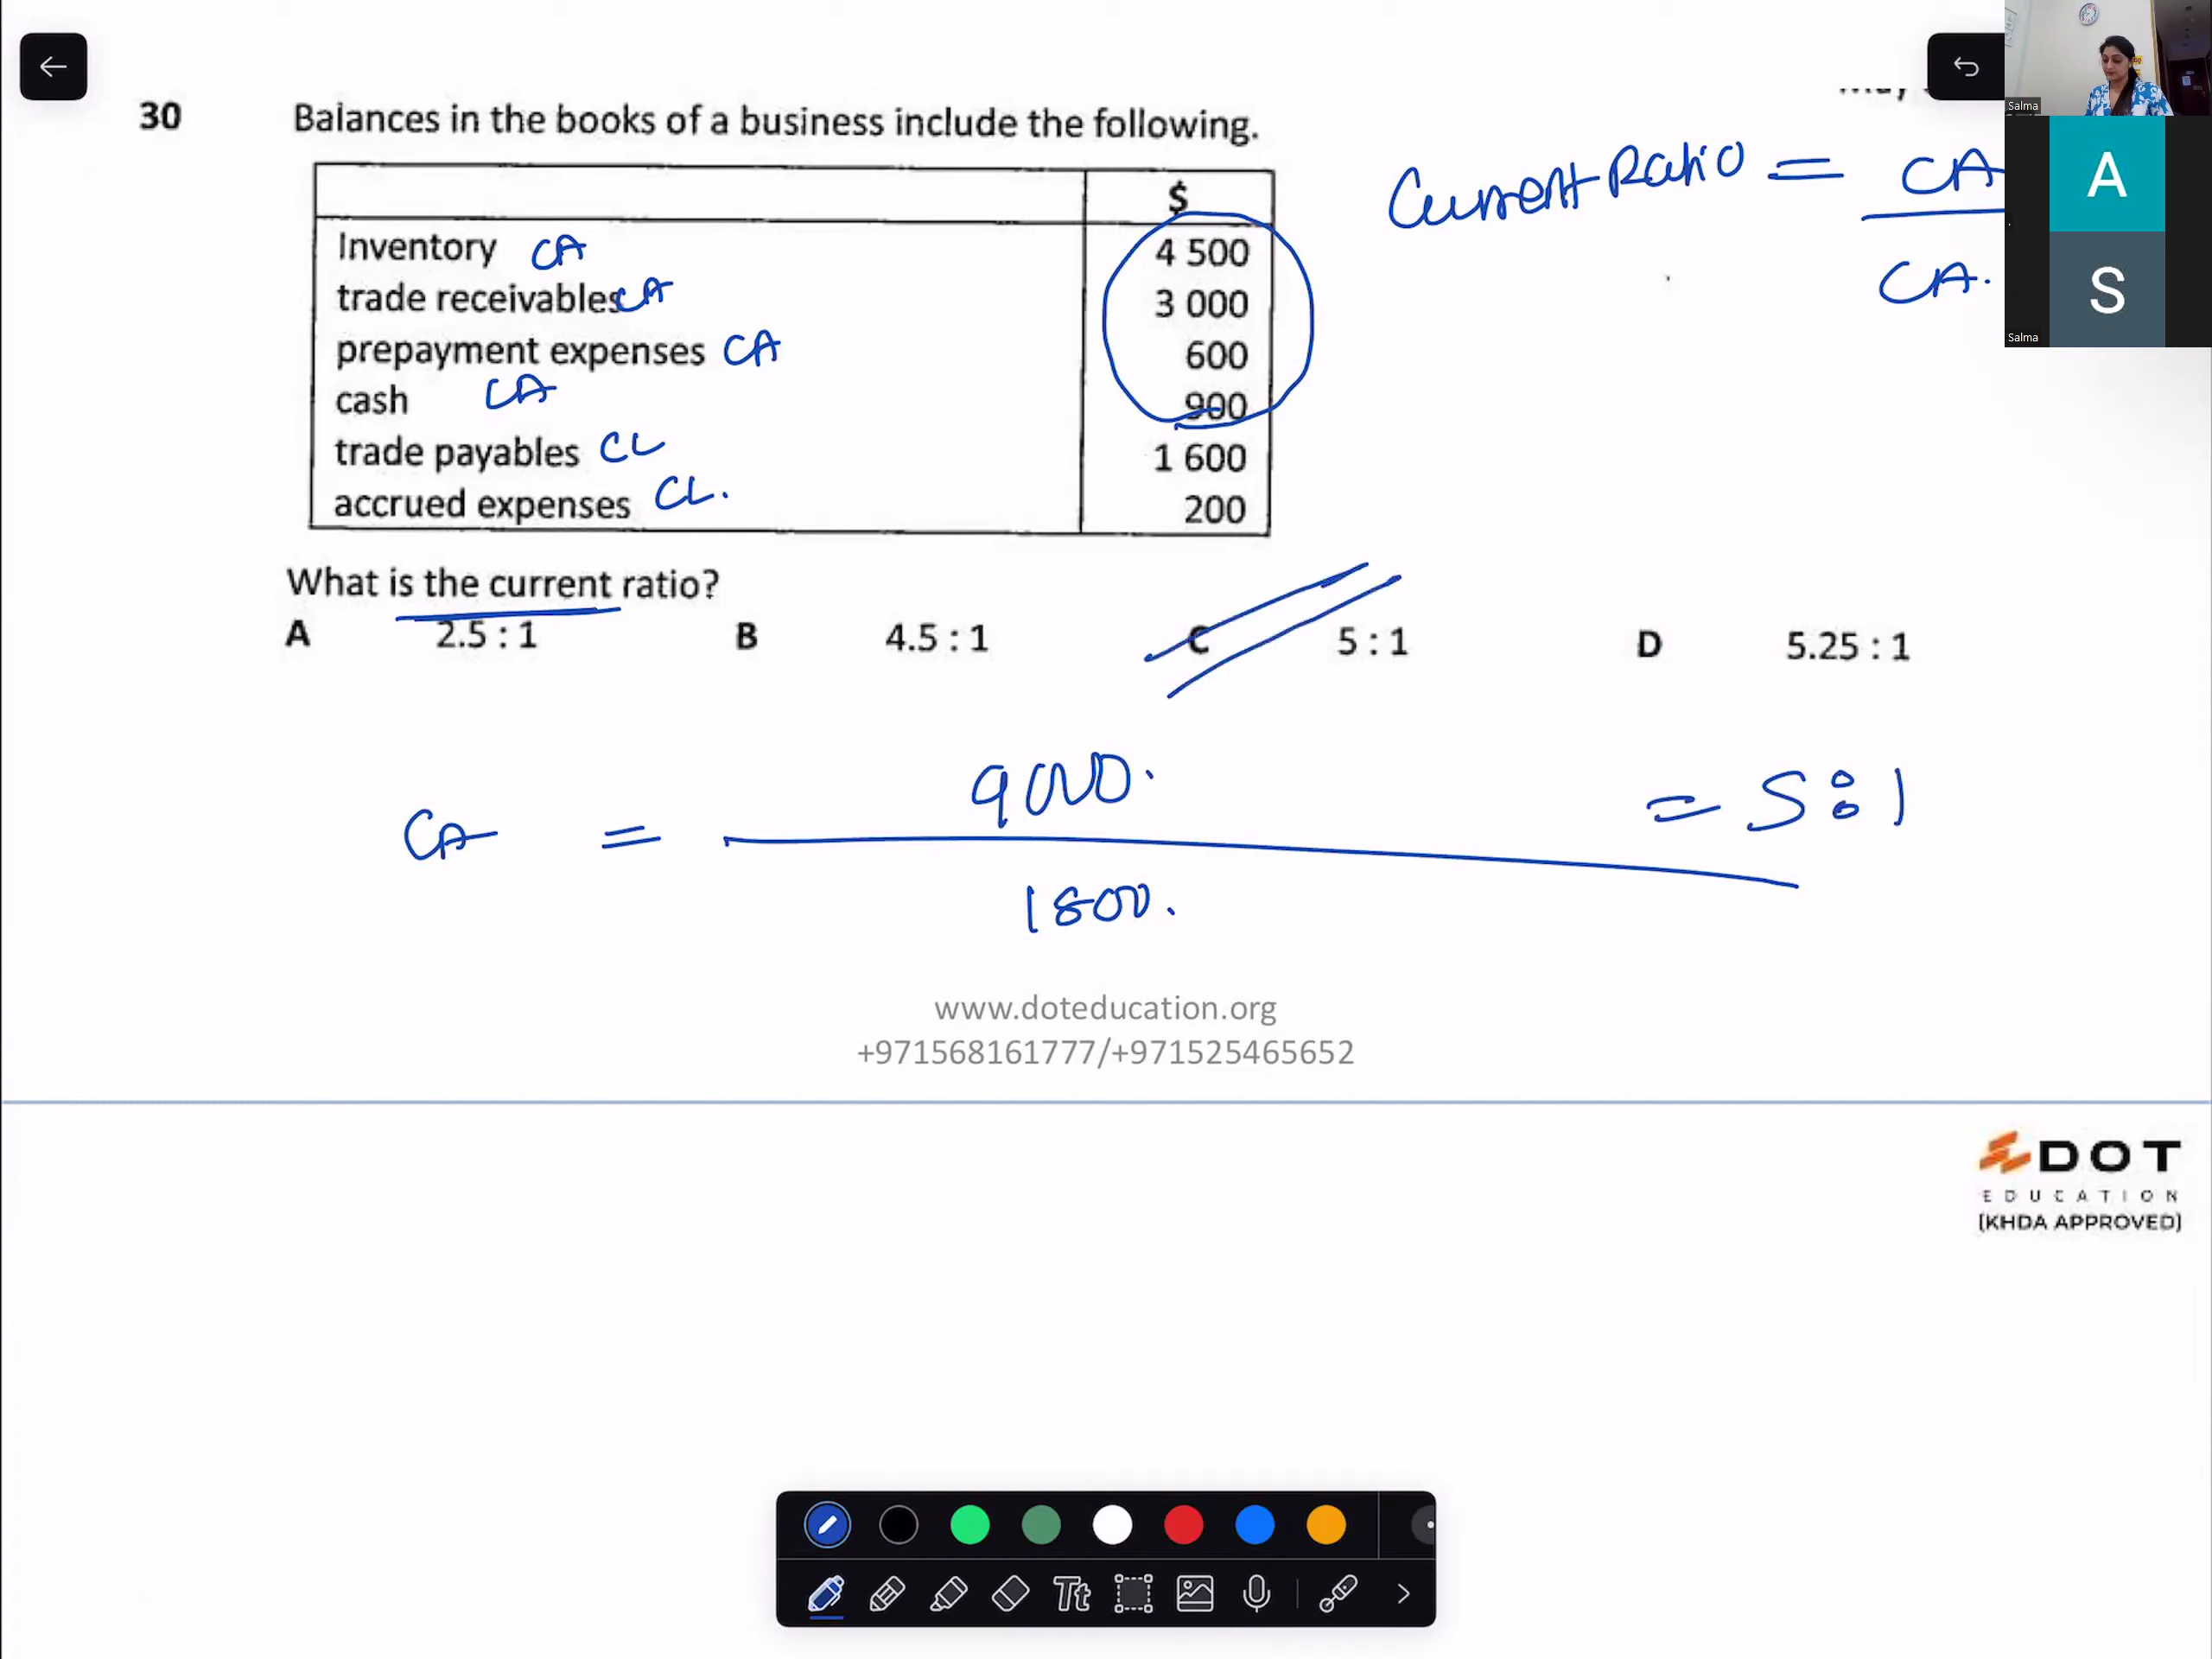 Salma
A
S
Salma
30 Balances in the books of a business include the following.
Current Ratio = CA
CA.
$
Inventory CA 4 500
trade receivables CA 3 000
prepayment expenses CA 600
cash CA 900
trade payables CL 1 600
accrued expenses CL. 200
What is the current ratio?
A 2.5 : 1 B 4.5 : 1 C 5 : 1 D 5.25 : 1
CA = 9000. = 5 : 1
1800.
www.doteducation.org
+971568161777/+971525465652
DOT
EDUCATION
(KHDA APPROVED)
Tt